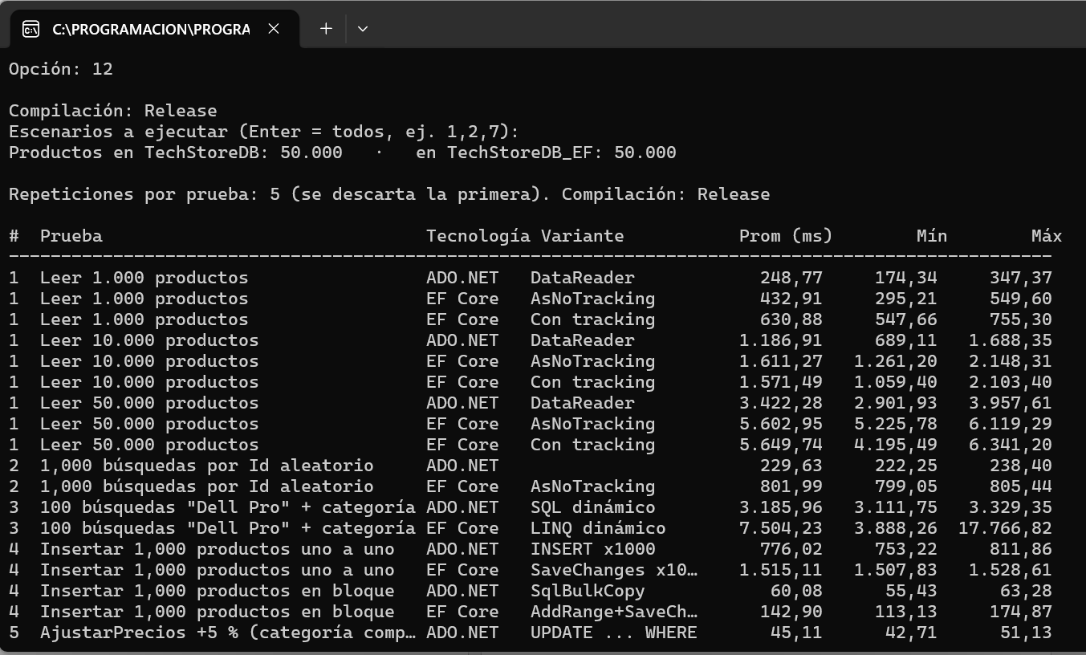 C:\PROGRAMACION\PROGRA
Opción: 12
Compilación: Release
Escenarios a ejecutar (Enter = todos, ej. 1,2,7):
Productos en TechStoreDB: 50.000   ·   en TechStoreDB_EF: 50.000
Repeticiones por prueba: 5 (se descarta la primera). Compilación: Release
#  Prueba  Tecnología Variante  Prom (ms)  Mín  Máx
1  Leer 1.000 productos  ADO.NET  DataReader  248,77  174,34  347,37
1  Leer 1.000 productos  EF Core  AsNoTracking  432,91  295,21  549,60
1  Leer 1.000 productos  EF Core  Con tracking  630,88  547,66  755,30
1  Leer 10.000 productos  ADO.NET  DataReader  1.186,91  689,11  1.688,35
1  Leer 10.000 productos  EF Core  AsNoTracking  1.611,27  1.261,20  2.148,31
1  Leer 10.000 productos  EF Core  Con tracking  1.571,49  1.059,40  2.103,40
1  Leer 50.000 productos  ADO.NET  DataReader  3.422,28  2.901,93  3.957,61
1  Leer 50.000 productos  EF Core  AsNoTracking  5.602,95  5.225,78  6.119,29
1  Leer 50.000 productos  EF Core  Con tracking  5.649,74  4.195,49  6.341,20
2  1,000 búsquedas por Id aleatorio  ADO.NET  229,63  222,25  238,40
2  1,000 búsquedas por Id aleatorio  EF Core  AsNoTracking  801,99  799,05  805,44
3  100 búsquedas "Dell Pro" + categoría  ADO.NET  SQL dinámico  3.185,96  3.111,75  3.329,35
3  100 búsquedas "Dell Pro" + categoría  EF Core  LINQ dinámico  7.504,23  3.888,26  17.766,82
4  Insertar 1,000 productos uno a uno  ADO.NET  INSERT x1000  776,02  753,22  811,86
4  Insertar 1,000 productos uno a uno  EF Core  SaveChanges x10…  1.515,11  1.507,83  1.528,61
4  Insertar 1,000 productos en bloque  ADO.NET  SqlBulkCopy  60,08  55,43  63,28
4  Insertar 1,000 productos en bloque  EF Core  AddRange+SaveCh…  142,90  113,13  174,87
5  AjustarPrecios +5 % (categoría comp…  ADO.NET  UPDATE ... WHERE  45,11  42,71  51,13